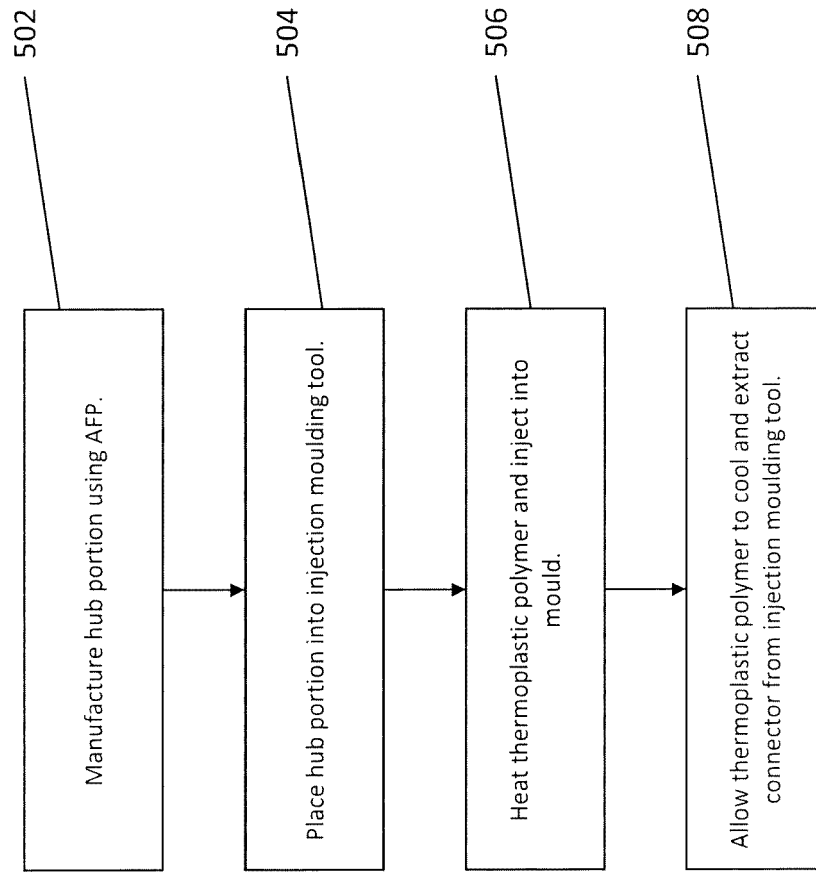 502
Manufacture hub portion using AFP.
504
Place hub portion into injection moulding tool.
506
Heat thermoplastic polymer and inject into
mould.
508
Allow thermoplastic polymer to cool and extract
connector from injection moulding tool.